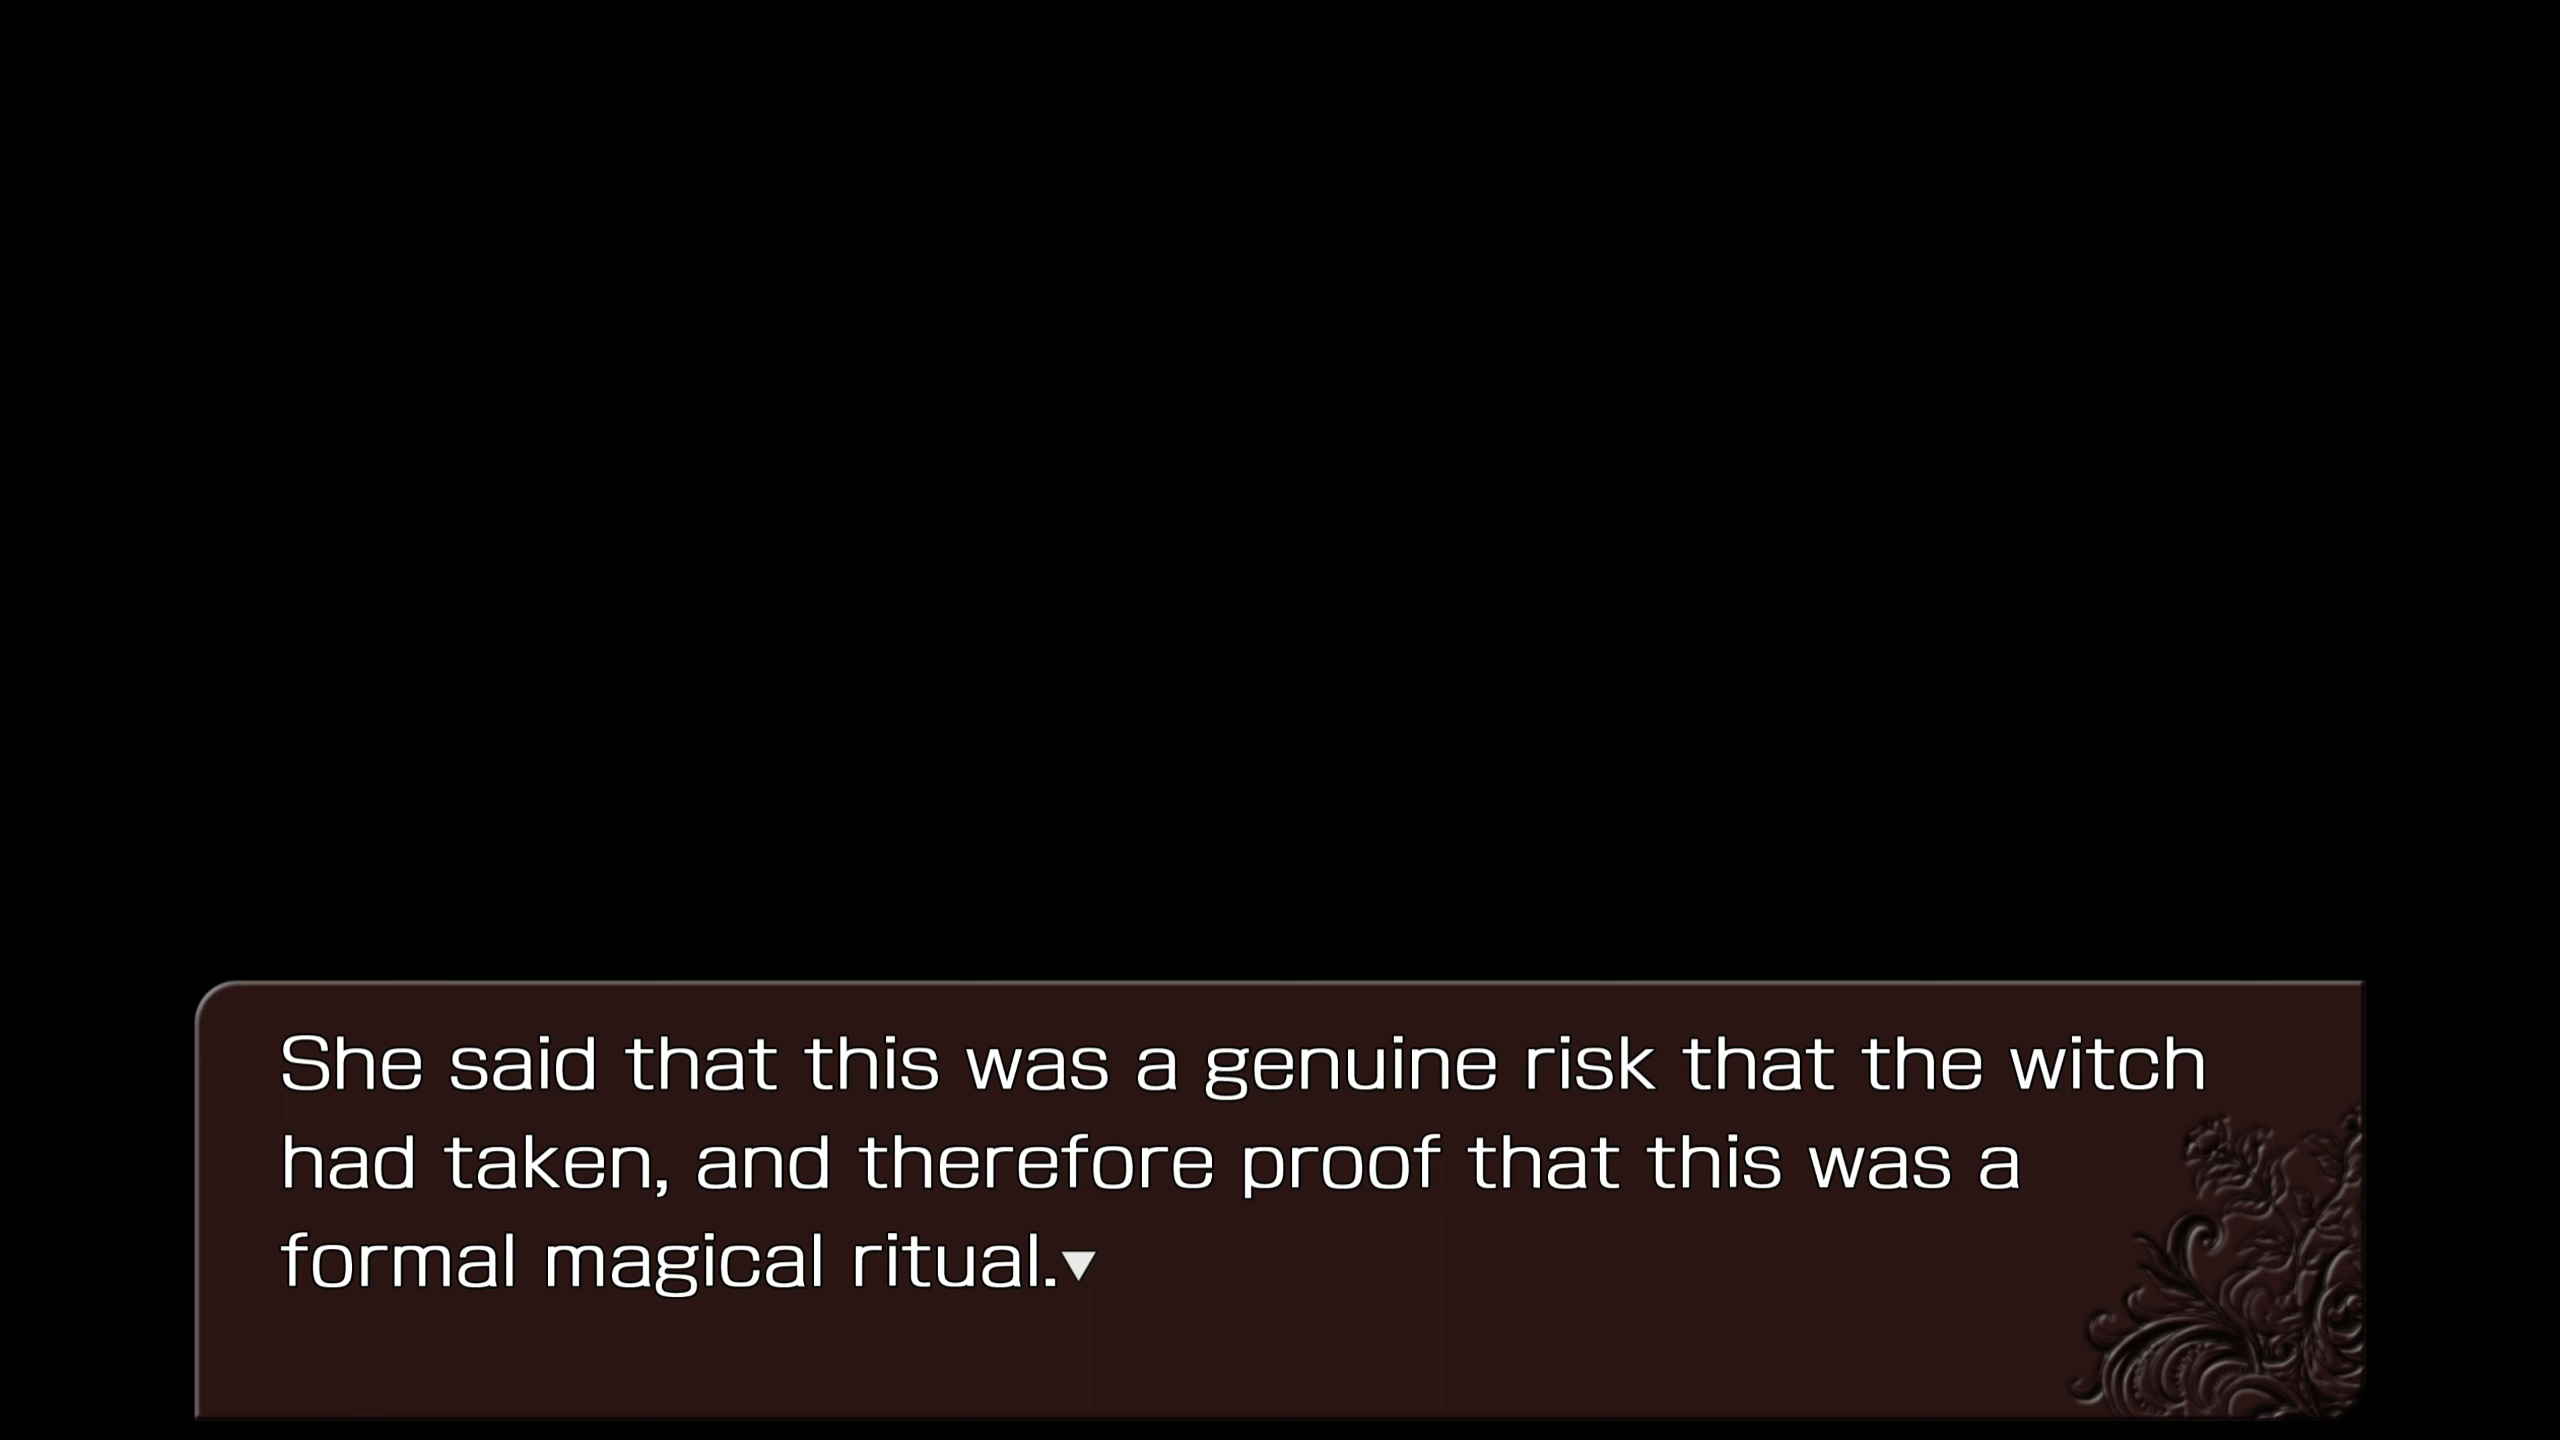 She said that this was a genuine risk that the witch
had taken, and therefore proof that this was a
formal magical ritual.